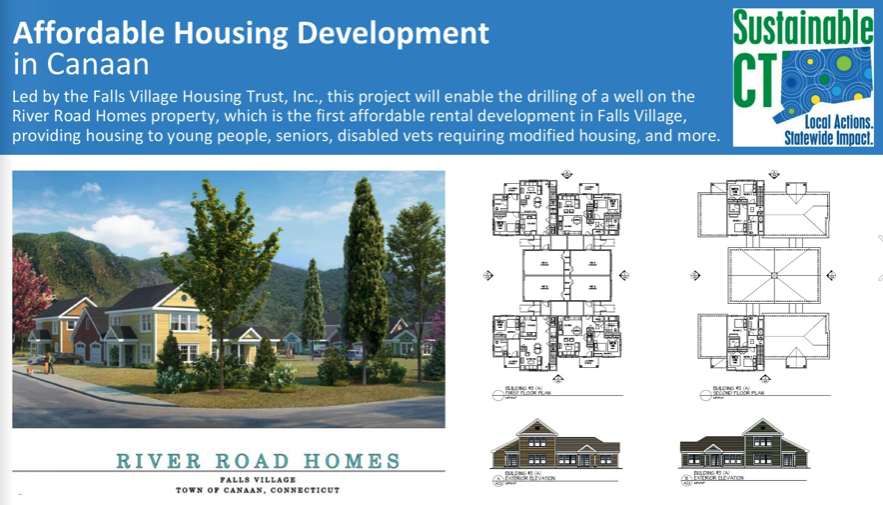 Affordable Housing Development
in Canaan
Led by the Falls Village Housing Trust, Inc., this project will enable the drilling of a well on the
River Road Homes property, which is the first affordable rental development in Falls Village,
providing housing to young people, seniors, disabled vets requiring modified housing, and more.
Sustainable
CT
Local Actions.
Statewide Impact.
RIVER ROAD HOMES
FALLS VILLAGE
TOWN OF CANAAN, CONNECTICUT
BUILDING #3 (A)
FIRST FLOOR PLAN
BUILDING #3 (A)
SECOND FLOOR PLAN
BUILDING #3 (A)
EXTERIOR ELEVATION
BUILDING #3 (A)
EXTERIOR ELEVATION